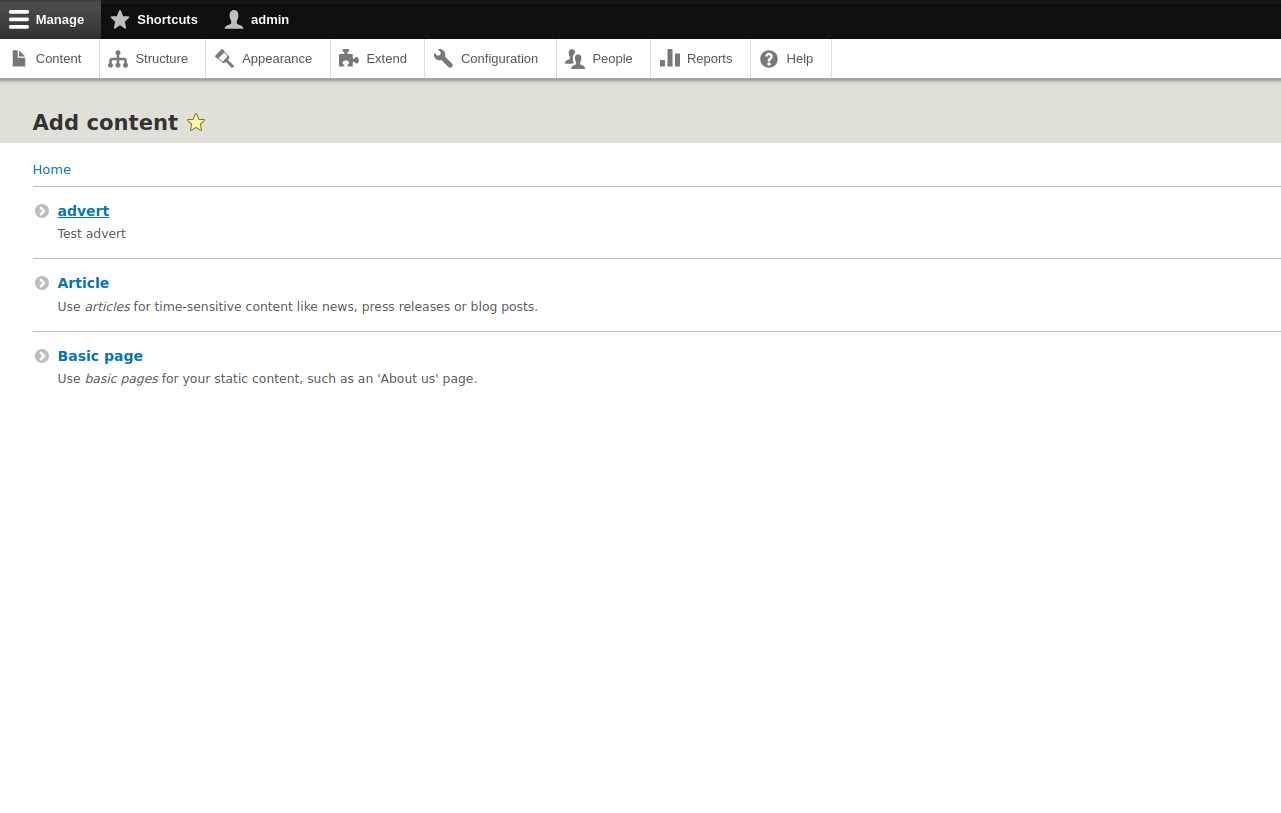 Manage Shortcuts admin
Content Structure Appearance Extend Configuration People Reports Help
Add content
Home
advert
Test advert
Article
Use articles for time-sensitive content like news, press releases or blog posts.
Basic page
Use basic pages for your static content, such as an 'About us' page.